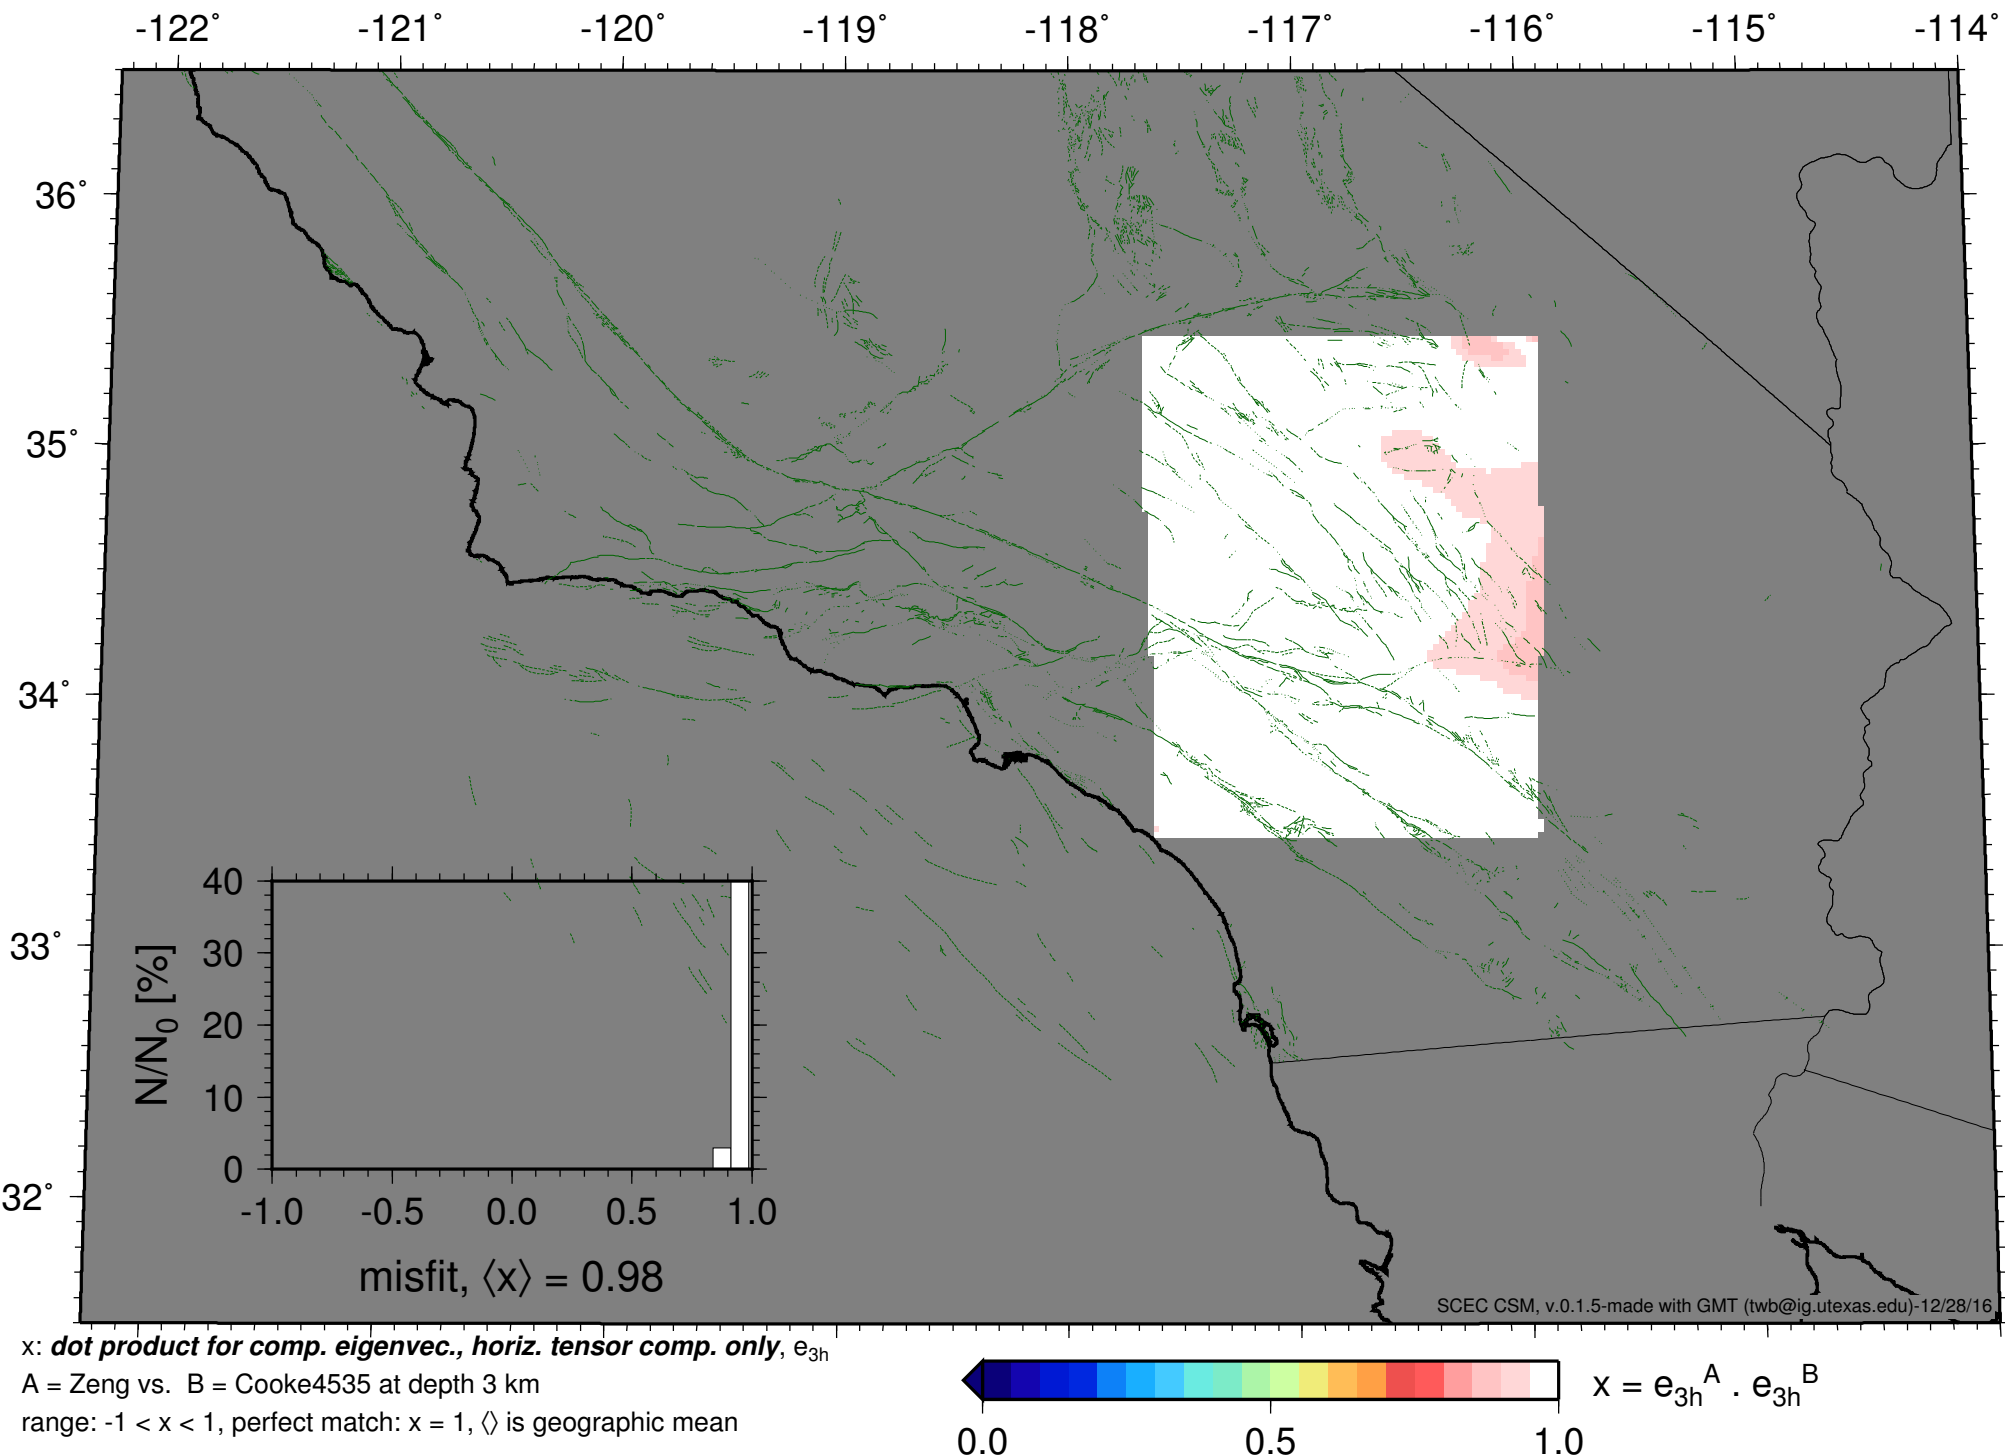 -122° -121° -120° -119° -118° -117° -116° -115° -114°
36°
35°
34°
33°
32°
40
30
20
10
0
N/N0 [%]
-1.0 -0.5 0.0 0.5 1.0
misfit, ⟨x⟩ = 0.98
SCEC CSM, v.0.1.5-made with GMT (twb@ig.utexas.edu)-12/28/16
x: dot product for comp. eigenvec., horiz. tensor comp. only, e3h
A = Zeng vs. B = Cooke4535 at depth 3 km
range: -1 < x < 1, perfect match: x = 1, ⟨⟩ is geographic mean
x = e3h^A . e3h^B
0.0 0.5 1.0